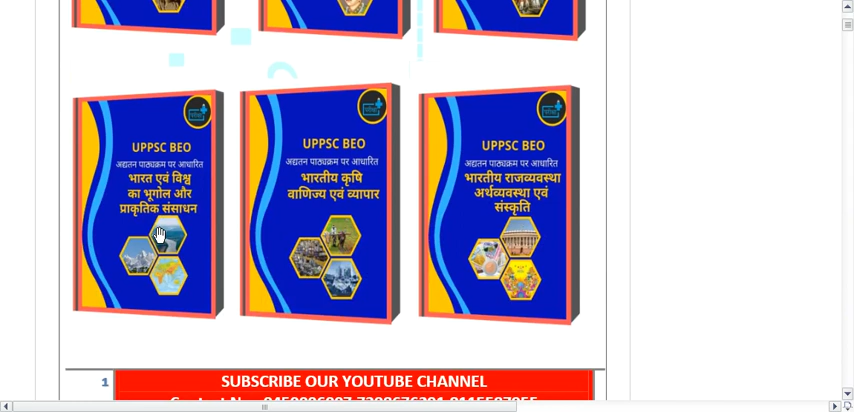 UPPSC BEO
अद्यतन पाठ्यक्रम पर आधारित
भारत एवं विश्व
का भूगोल और
प्राकृतिक संसाधन
UPPSC BEO
अद्यतन पाठ्यक्रम पर आधारित
भारतीय कृषि
वाणिज्य एवं व्यापार
UPPSC BEO
अद्यतन पाठ्यक्रम पर आधारित
भारतीय राजव्यवस्था
अर्थव्यवस्था एवं
संस्कृति
1
SUBSCRIBE OUR YOUTUBE CHANNEL